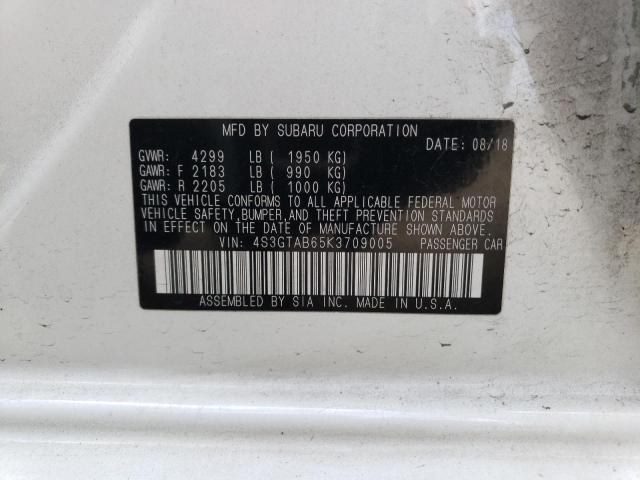 MFD BY SUBARU CORPORATION
DATE: 08/18
GVWR: 4299 LB ( 1950 KG)
GAWR: F 2183 LB ( 990 KG)
GAWR: R 2205 LB ( 1000 KG)
THIS VEHICLE CONFORMS TO ALL APPLICABLE FEDERAL MOTOR
VEHICLE SAFETY, BUMPER, AND THEFT PREVENTION STANDARDS
IN EFFECT ON THE DATE OF MANUFACTURE SHOWN ABOVE.
VIN: 4S3GTAB65K3709005 PASSENGER CAR
ASSEMBLED BY SIA INC. MADE IN U.S.A.